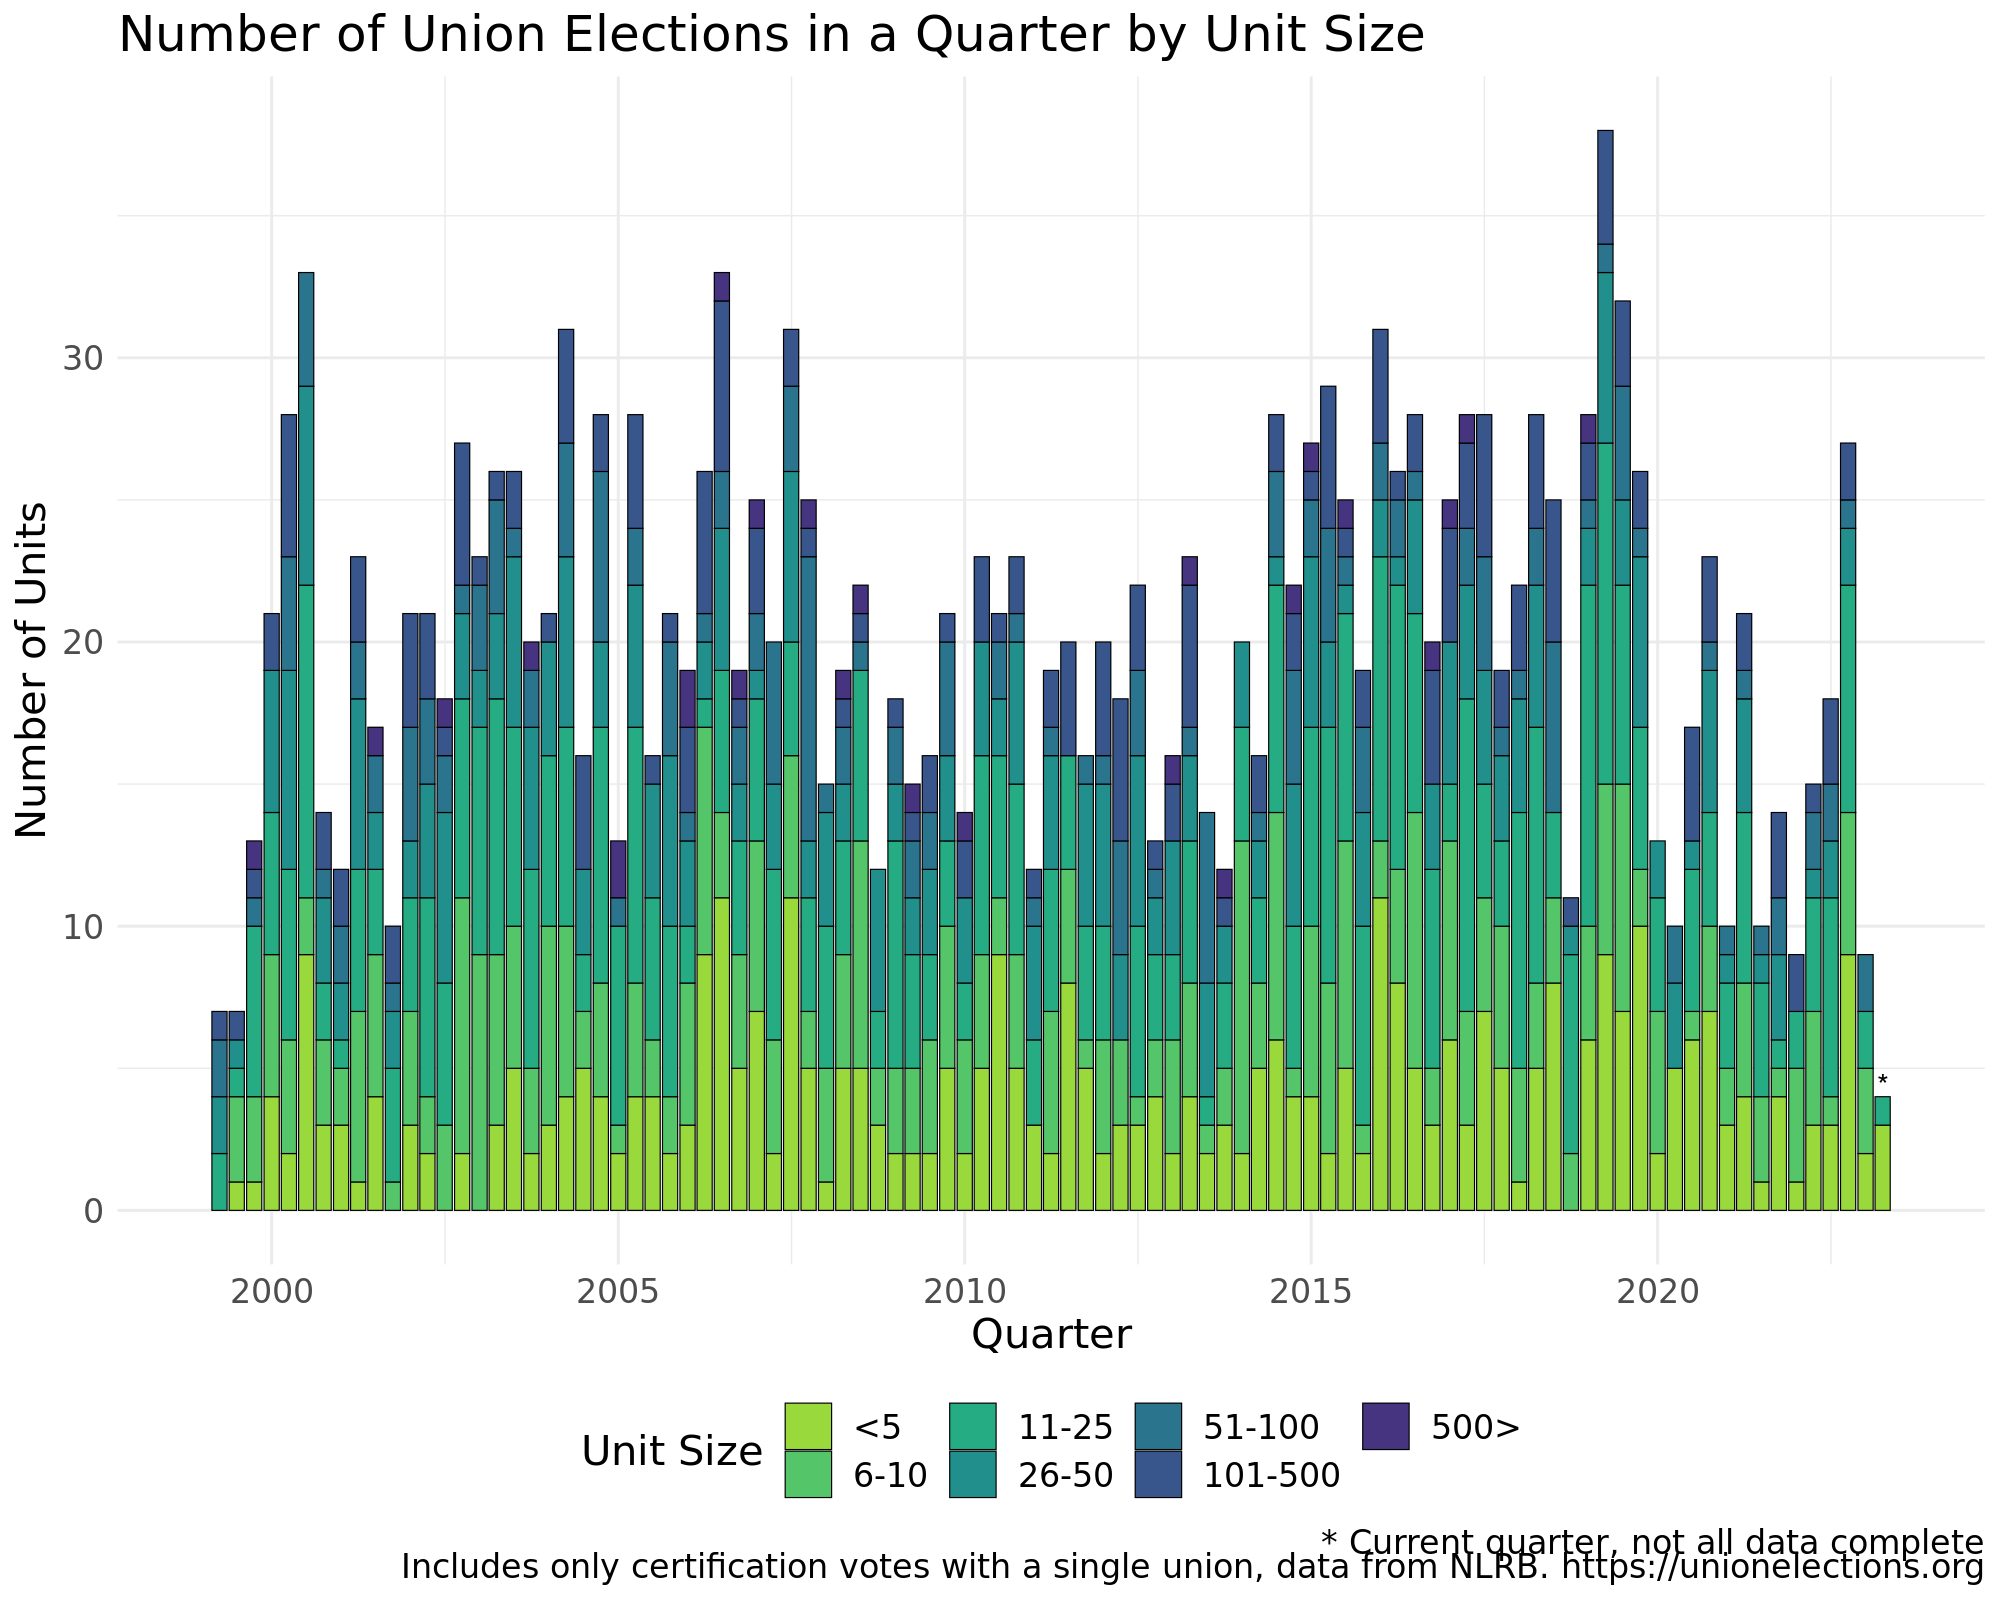 Number of Union Elections in a Quarter by Unit Size
Number of Units
30
20
10
0
*
2000 2005 2010 2015 2020
Quarter
Unit Size
<5 11-25 51-100 500>
6-10 26-50 101-500
* Current quarter, not all data complete
Includes only certification votes with a single union, data from NLRB. https://unionelections.org